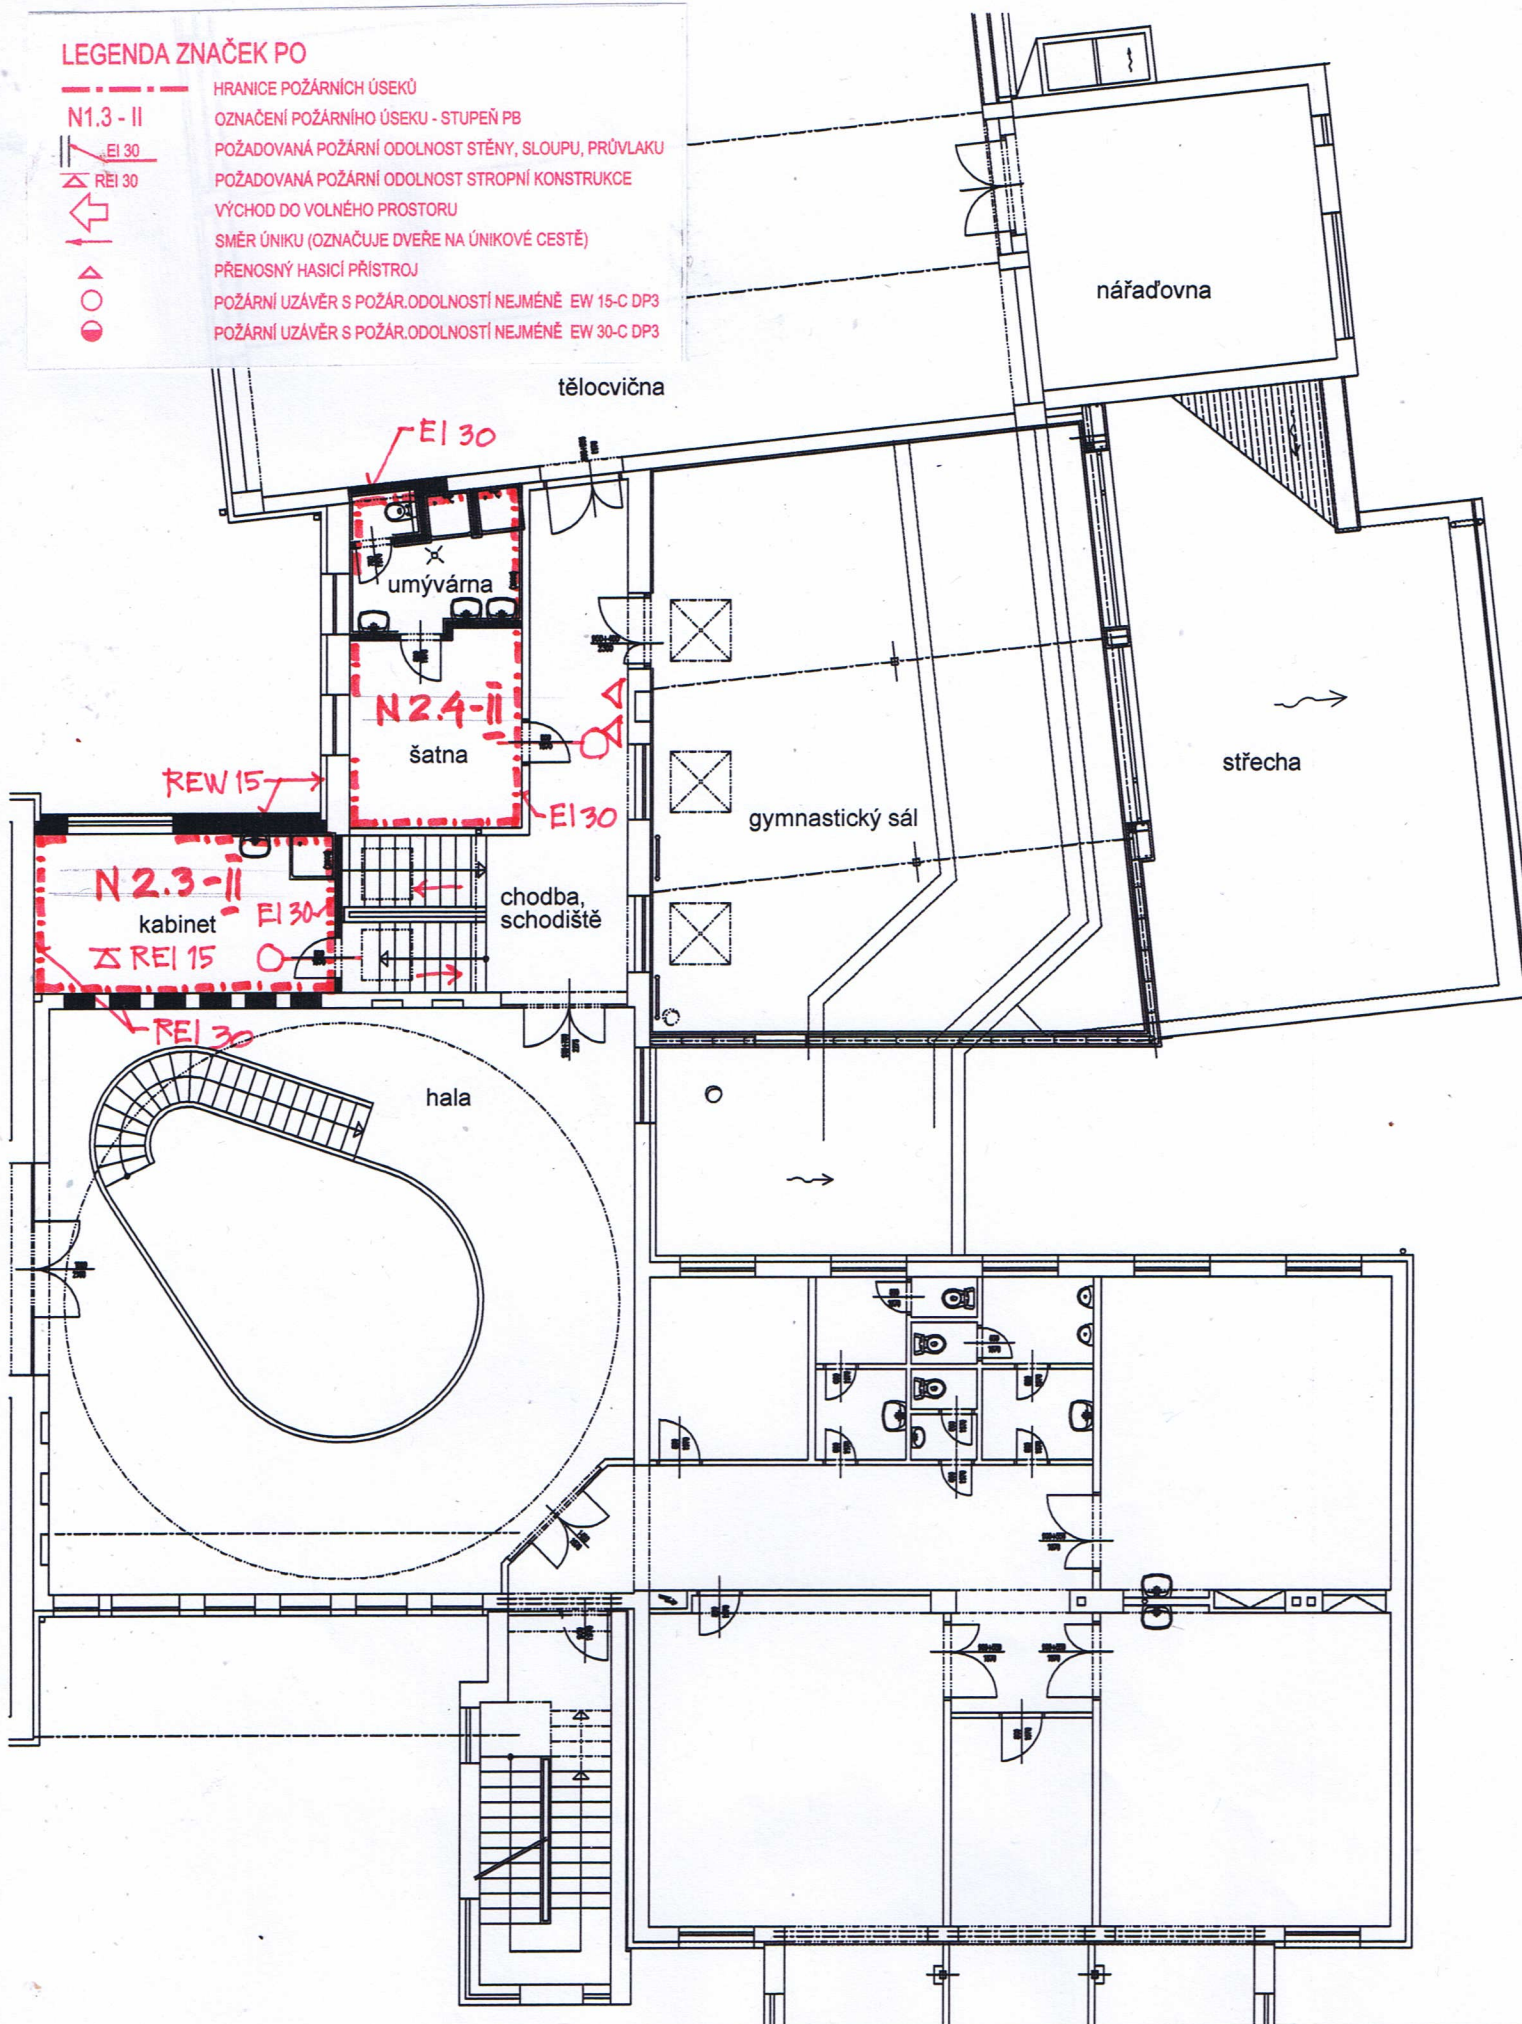 LEGENDA ZNAČEK PO
HRANICE POŽÁRNÍCH ÚSEKŮ
N1.3 - II OZNAČENÍ POŽÁRNÍHO ÚSEKU - STUPEŇ PB
EI 30 POŽADOVANÁ POŽÁRNÍ ODOLNOST STĚNY, SLOUPU, PRŮVLAKU
REI 30 POŽADOVANÁ POŽÁRNÍ ODOLNOST STROPNÍ KONSTRUKCE
VÝCHOD DO VOLNÉHO PROSTORU
SMĚR ÚNIKU (OZNAČUJE DVEŘE NA ÚNIKOVÉ CESTĚ)
PŘENOSNÝ HASICÍ PŘÍSTROJ
POŽÁRNÍ UZÁVĚR S POŽÁR.ODOLNOSTÍ NEJMÉNĚ EW 15-C DP3
POŽÁRNÍ UZÁVĚR S POŽÁR.ODOLNOSTÍ NEJMÉNĚ EW 30-C DP3
nářaďovna
tělocvična
EI 30
umývárna
N 2.4-II
šatna
střecha
REW 15
EI 30
gymnastický sál
N 2.3-II
chodba,
schodiště
EI 30
kabinet
REI 15
REI 30
hala